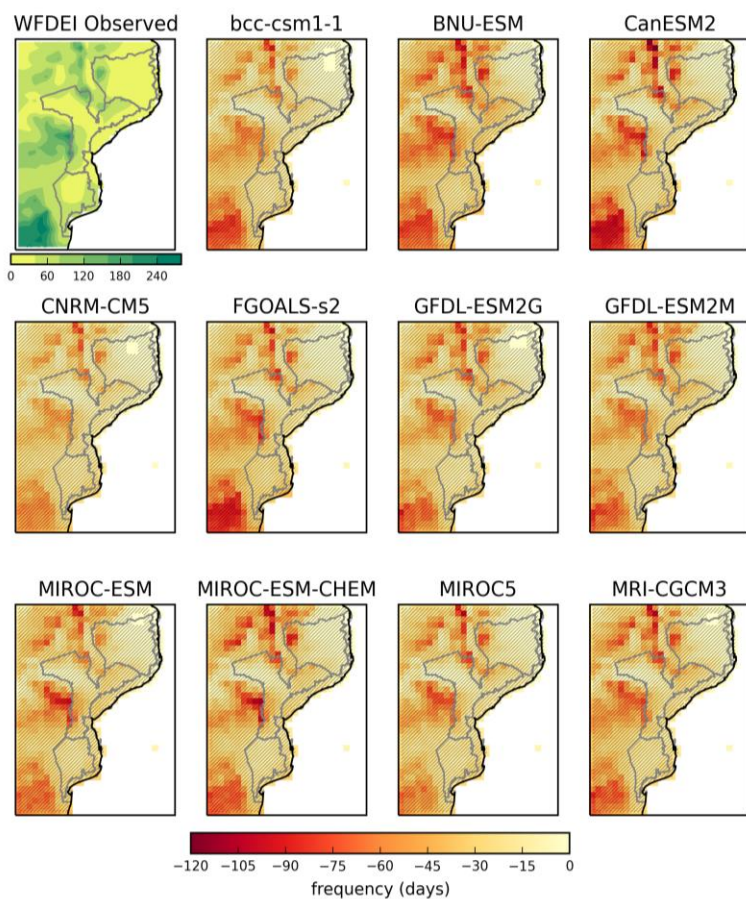 WFDEI Observed bcc-csm1-1 BNU-ESM CanESM2
0 60 120 180 240
CNRM-CM5 FGOALS-s2 GFDL-ESM2G GFDL-ESM2M
MIROC-ESM MIROC-ESM-CHEM MIROC5 MRI-CGCM3
−120 −105 −90 −75 −60 −45 −30 −15 0
frequency (days)